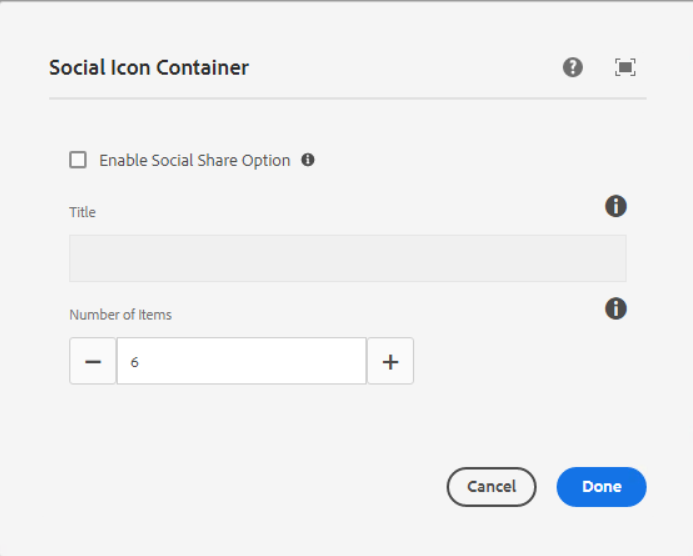 Social Icon Container
Enable Social Share Option
Title
Number of Items
6
Cancel
Done